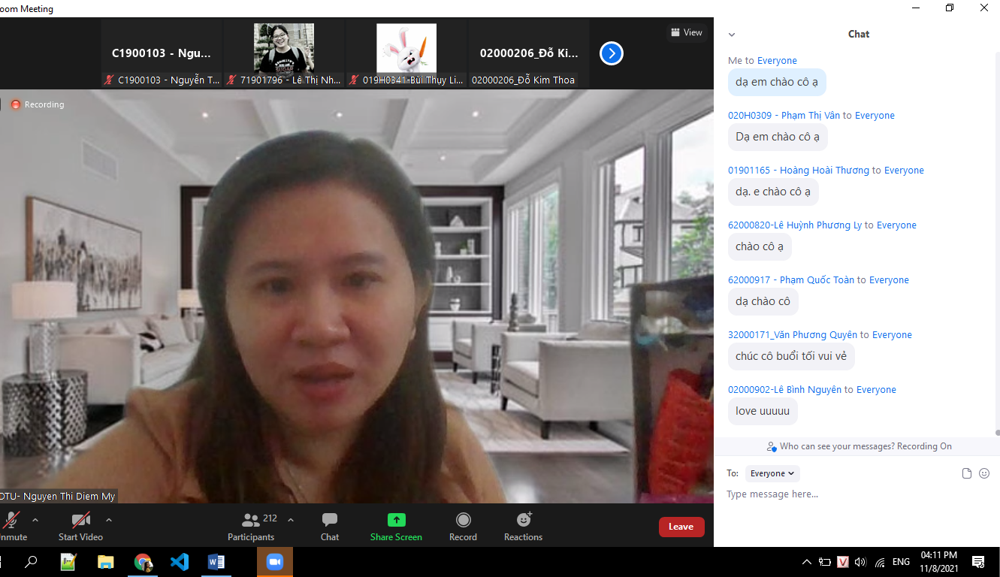 oom Meeting
View
C1900103 - Ngu...
02000206_Đỗ Ki...
C1900103 - Nguyễn T...
71901796 - Lê Thị Nh...
019H0341-Bùi Thụy Li...
02000206_Đỗ Kim Thoa
Recording
DTU- Nguyen Thi Diem My
nmute
Start Video
212
Participants
Chat
Share Screen
Record
Reactions
Leave
Chat
Me to Everyone
dạ em chào cô ạ
020H0309 - Phạm Thị Vân to Everyone
Dạ em chào cô ạ
01901165 - Hoàng Hoài Thương to Everyone
dạ. e chào cô ạ
62000820-Lê Huỳnh Phương Ly to Everyone
chào cô ạ
62000917 - Phạm Quốc Toàn to Everyone
dạ chào cô
32000171_Văn Phương Quyên to Everyone
chúc cô buổi tối vui vẻ
02000902-Lê Bình Nguyên to Everyone
love uuuuu
Who can see your messages? Recording On
To: Everyone
Type message here...
V
ENG
04:11 PM
11/8/2021